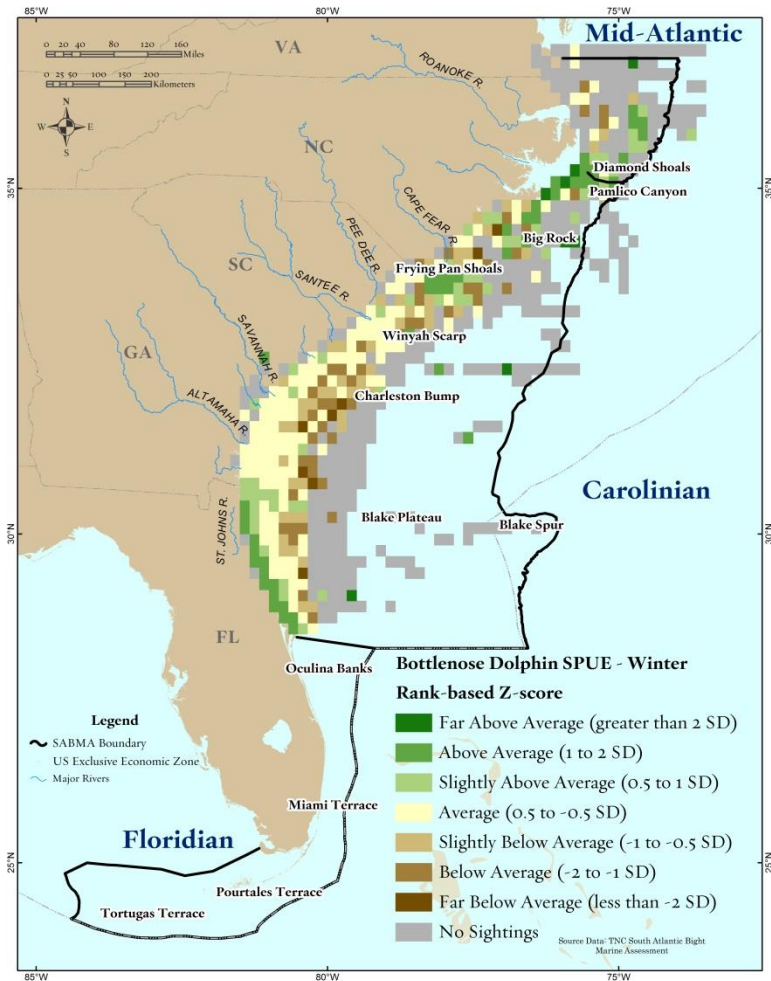 85°W
80°W
75°W
Mid-Atlantic
VA
0 20 40 80 120 160
Miles
0 25 50 100 150 200
Kilometers
N
W E
S
ROANOKE R.
NC
Diamond Shoals
Pamlico Canyon
35°N
35°N
CAPE FEAR R.
PEE DEE R.
Big Rock
SC
SANTEE R.
Frying Pan Shoals
SAVANNAH R.
Winyah Scarp
GA
ALTAMAHA R.
Charleston Bump
Carolinian
Blake Plateau
Blake Spur
ST. JOHNS R.
30°N
30°N
FL
Oculina Banks
Bottlenose Dolphin SPUE - Winter
Rank-based Z-score
Far Above Average (greater than 2 SD)
Above Average (1 to 2 SD)
Slightly Above Average (0.5 to 1 SD)
Average (0.5 to -0.5 SD)
Slightly Below Average (-1 to -0.5 SD)
Below Average (-2 to -1 SD)
Far Below Average (less than -2 SD)
No Sightings
Source Data: TNC South Atlantic Bight
Marine Assessment
Legend
SABMA Boundary
US Exclusive Economic Zone
Major Rivers
Miami Terrace
Floridian
25°N
25°N
Pourtales Terrace
Tortugas Terrace
85°W
80°W
75°W